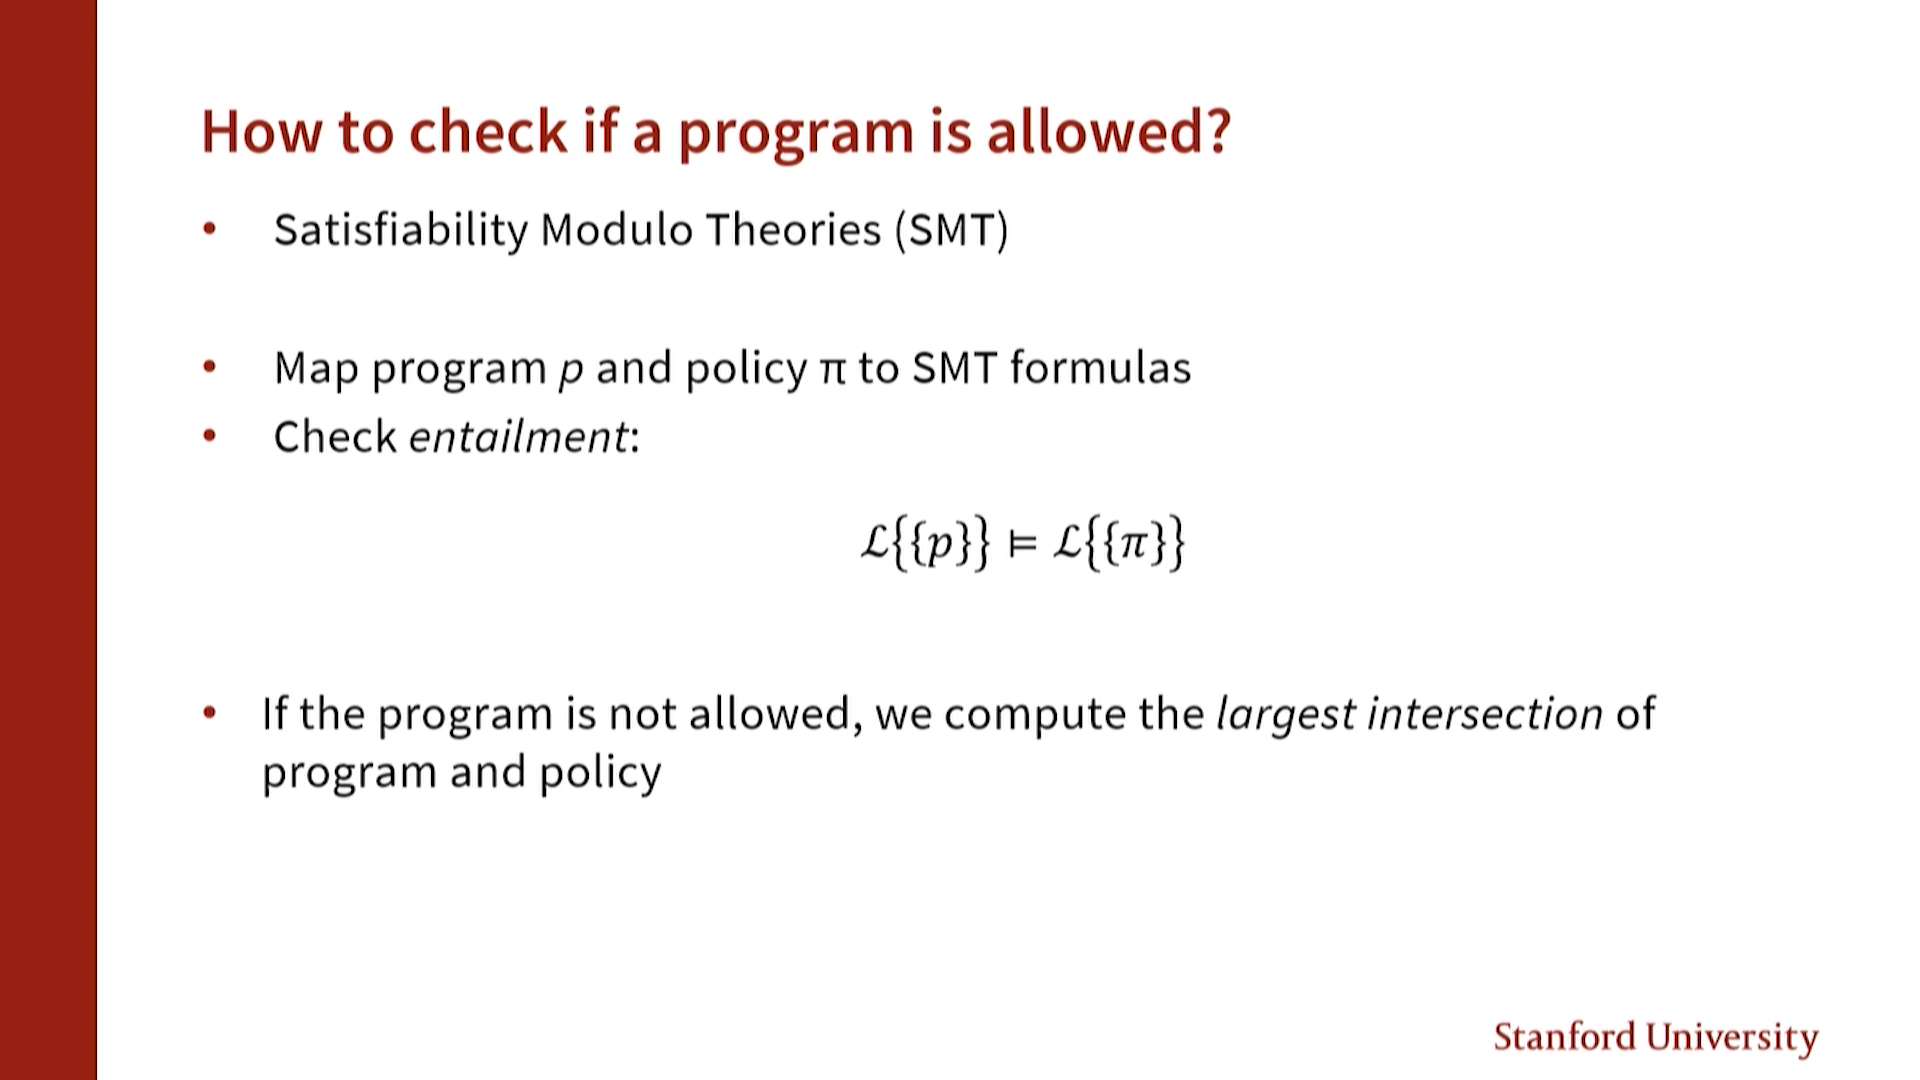 How to check if a program is allowed?
• Satisfiability Modulo Theories (SMT)
• Map program p and policy π to SMT formulas
• Check entailment:
ℒ{{p}} ⊨ ℒ{{π}}
• If the program is not allowed, we compute the largest intersection of
program and policy
Stanford University